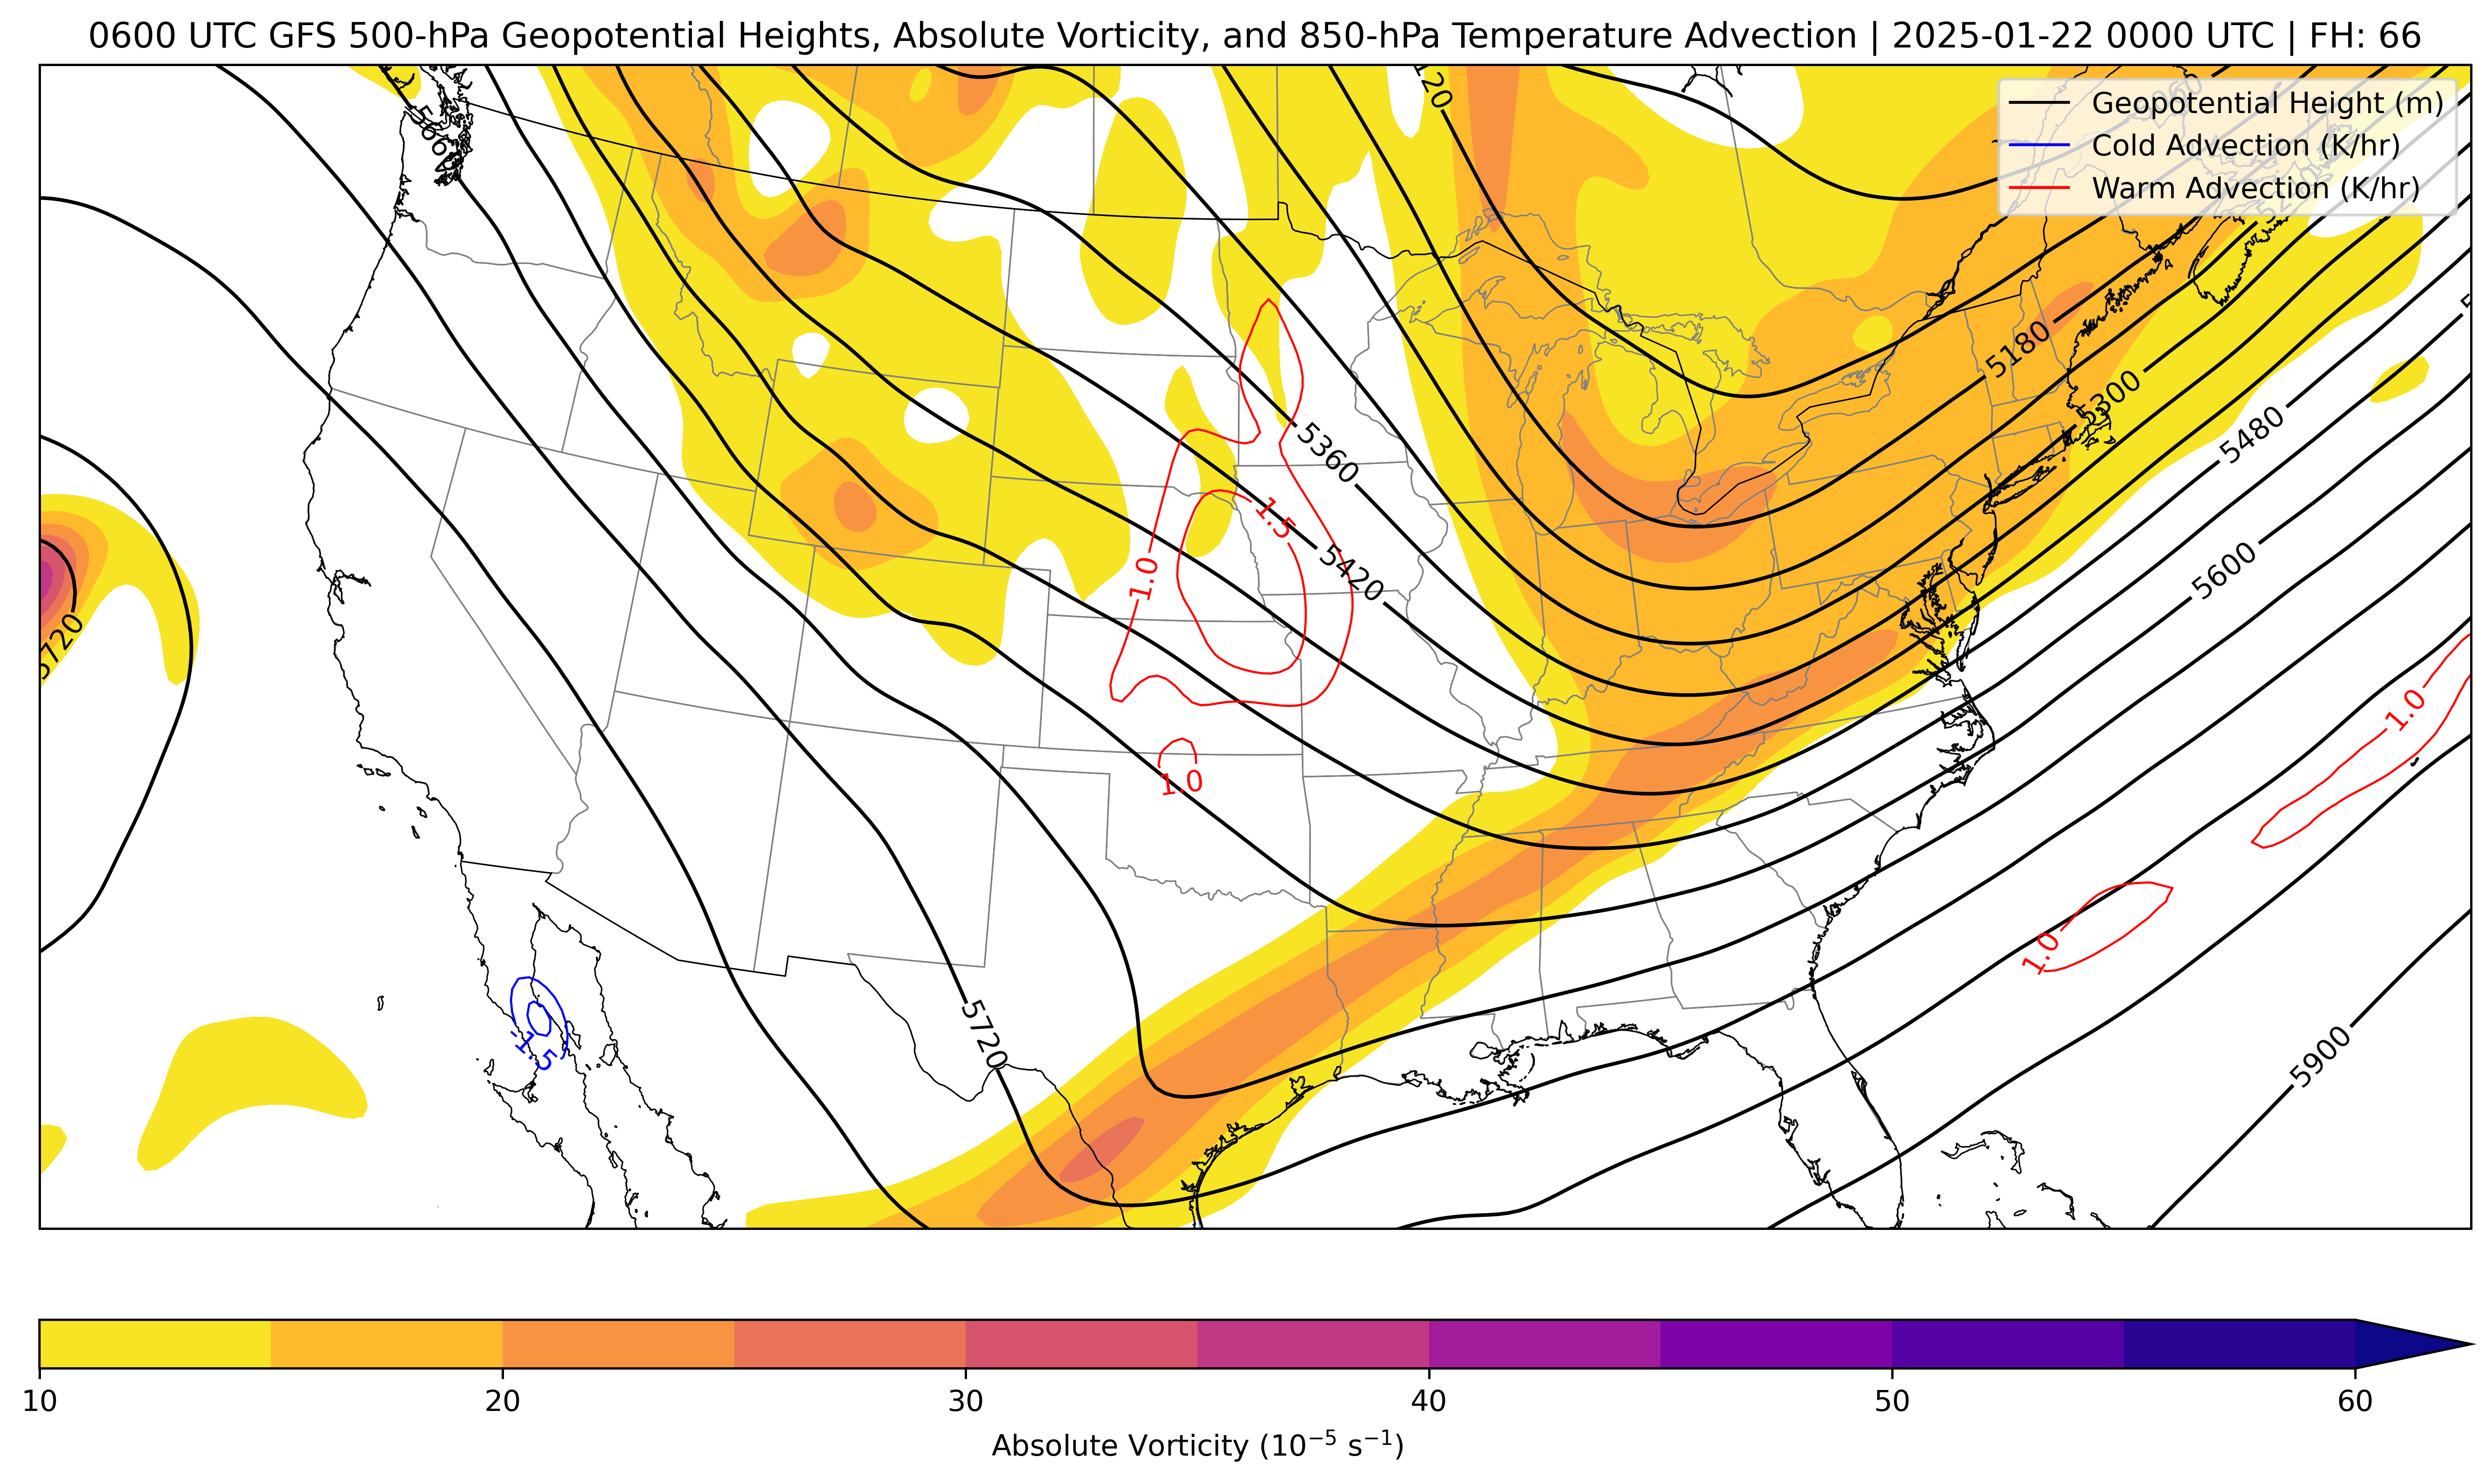 0600 UTC GFS 500-hPa Geopotential Heights, Absolute Vorticity, and 850-hPa Temperature Advection | 2025-01-22 0000 UTC | FH: 66
Geopotential Height (m)
Cold Advection (K/hr)
Warm Advection (K/hr)
5180
5300
5480
5360
1.5
5420
1.0
5600
5720
1.0
1.0
1.0
-1.5
5720
5900
10 20 30 40 50 60
Absolute Vorticity (10⁻⁵ s⁻¹)